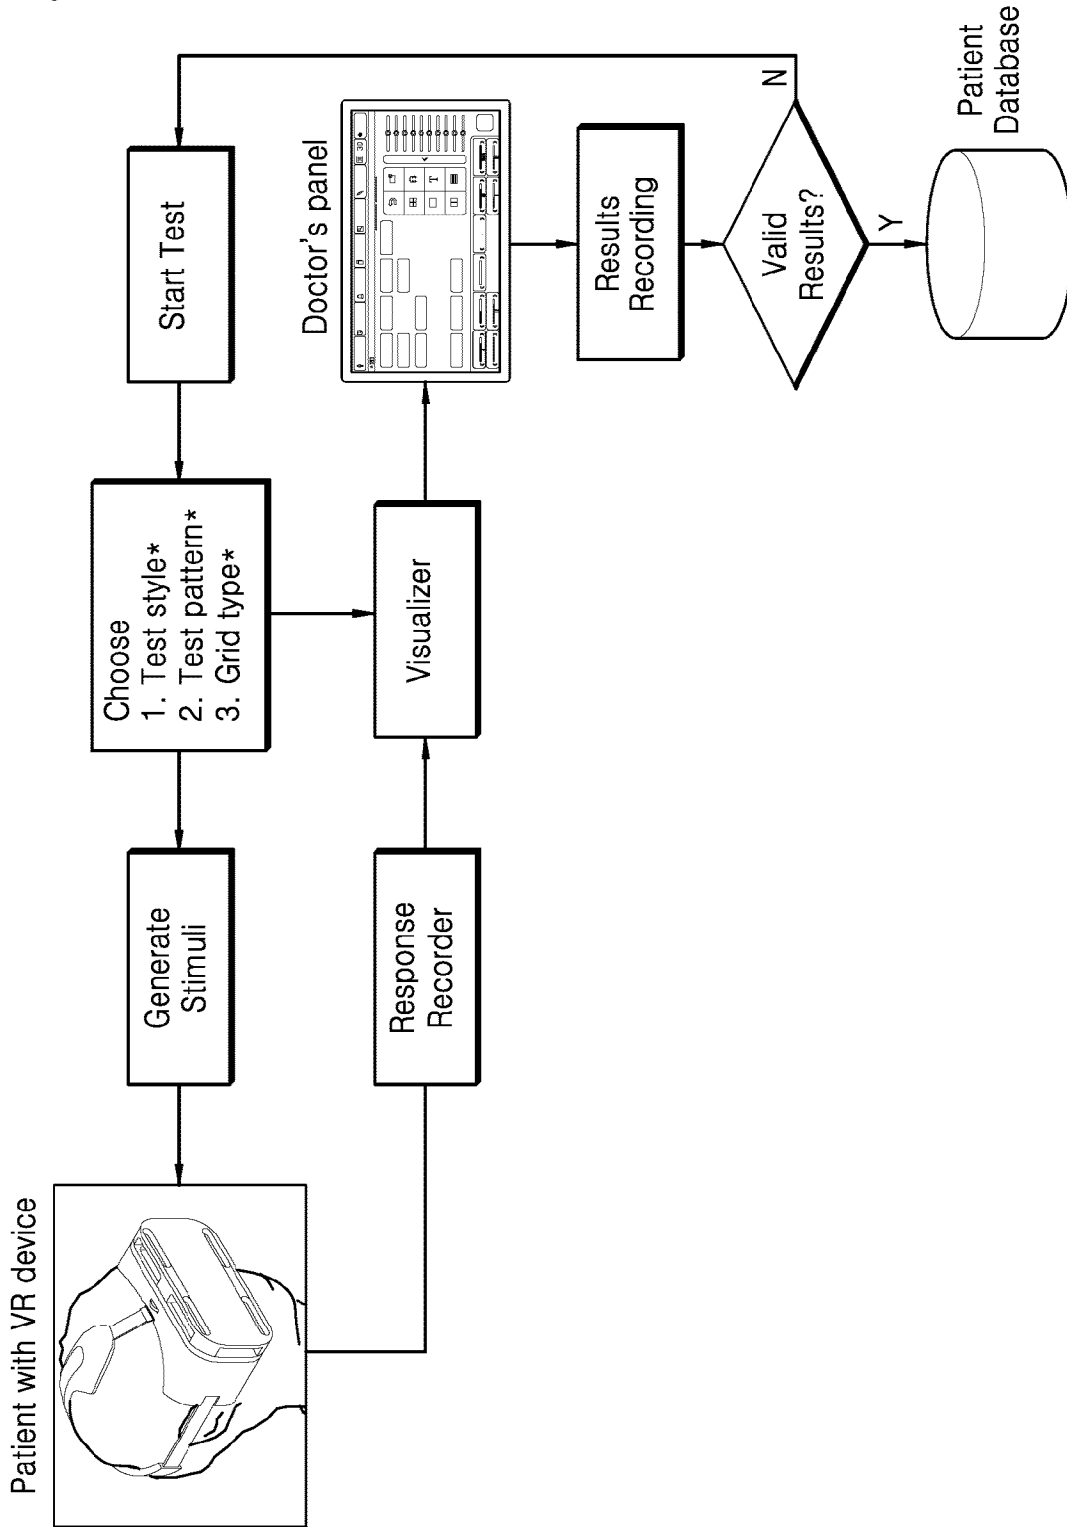 Patient with VR device
Generate
Stimuli
Choose
1. Test style*
2. Test pattern*
3. Grid type*
Start Test
Response
Recorder
Visualizer
Doctor's panel
Results
Recording
Valid
Results?
N
Y
Patient
Database